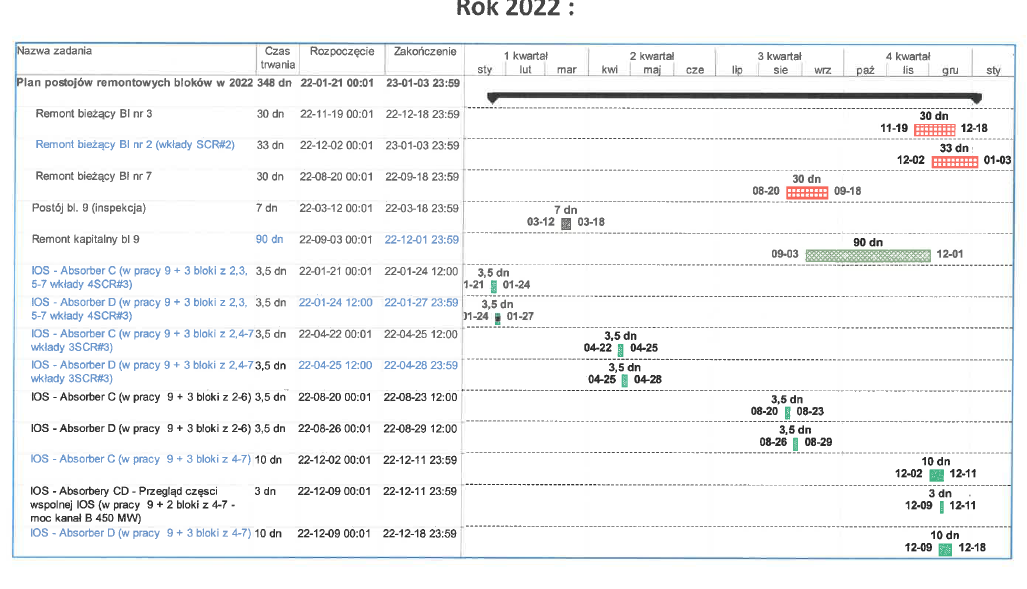 Rok 2022 :
Nazwa zadania Czas trwania Rozpoczęcie Zakończenie 1 kwartał 2 kwartał 3 kwartał 4 kwartał
sty lut mar kwi maj cze lip sie wrz paź lis gru sty
Plan postojów remontowych bloków w 2022 348 dn 22-01-21 00:01 23-01-03 23:59
Remont bieżący Bl nr 3 30 dn 22-11-19 00:01 22-12-18 23:59 30 dn
11-19 12-18
Remont bieżący Bl nr 2 (wkłady SCR#2) 33 dn 22-12-02 00:01 23-01-03 23:59 33 dn
12-02 01-03
Remont bieżący Bl nr 7 30 dn 22-08-20 00:01 22-09-18 23:59 30 dn
08-20 09-18
Postój bl. 9 (inspekcja) 7 dn 22-03-12 00:01 22-03-18 23:59 7 dn
03-12 03-18
Remont kapitalny bl 9 90 dn 22-09-03 00:01 22-12-01 23:59 90 dn
09-03 12-01
IOS - Absorber C (w pracy 9 + 3 bloki z 2,3, 3,5 dn 22-01-21 00:01 22-01-24 12:00 3,5 dn
5-7 wkłady 4SCR#3) 1-21 01-24
IOS - Absorber D (w pracy 9 + 3 bloki z 2,3, 3,5 dn 22-01-24 12:00 22-01-27 23:59 3,5 dn
5-7 wkłady 4SCR#3) 01-24 01-27
IOS - Absorber C (w pracy 9 + 3 bloki z 2,4-7 3,5 dn 22-04-22 00:01 22-04-25 12:00 3,5 dn
wkłady 3SCR#3) 04-22 04-25
IOS - Absorber D (w pracy 9 + 3 bloki z 2,4-7 3,5 dn 22-04-25 12:00 22-04-28 23:59 3,5 dn
wkłady 3SCR#3) 04-25 04-28
IOS - Absorber C (w pracy 9 + 3 bloki z 2-6) 3,5 dn 22-08-20 00:01 22-08-23 12:00 3,5 dn
08-20 08-23
IOS - Absorber D (w pracy 9 + 3 bloki z 2-6) 3,5 dn 22-08-26 00:01 22-08-29 12:00 3,5 dn
08-26 08-29
IOS - Absorber C (w pracy 9 + 3 bloki z 4-7) 10 dn 22-12-02 00:01 22-12-11 23:59 10 dn
12-02 12-11
IOS - Absorbery CD - Przegląd części 3 dn 22-12-09 00:01 22-12-11 23:59 3 dn
wspolnej IOS (w pracy 9 + 2 bloki z 4-7 - 12-09 12-11
moc kanał B 450 MW)
IOS - Absorber D (w pracy 9 + 3 bloki z 4-7) 10 dn 22-12-09 00:01 22-12-18 23:59 10 dn
12-09 12-18